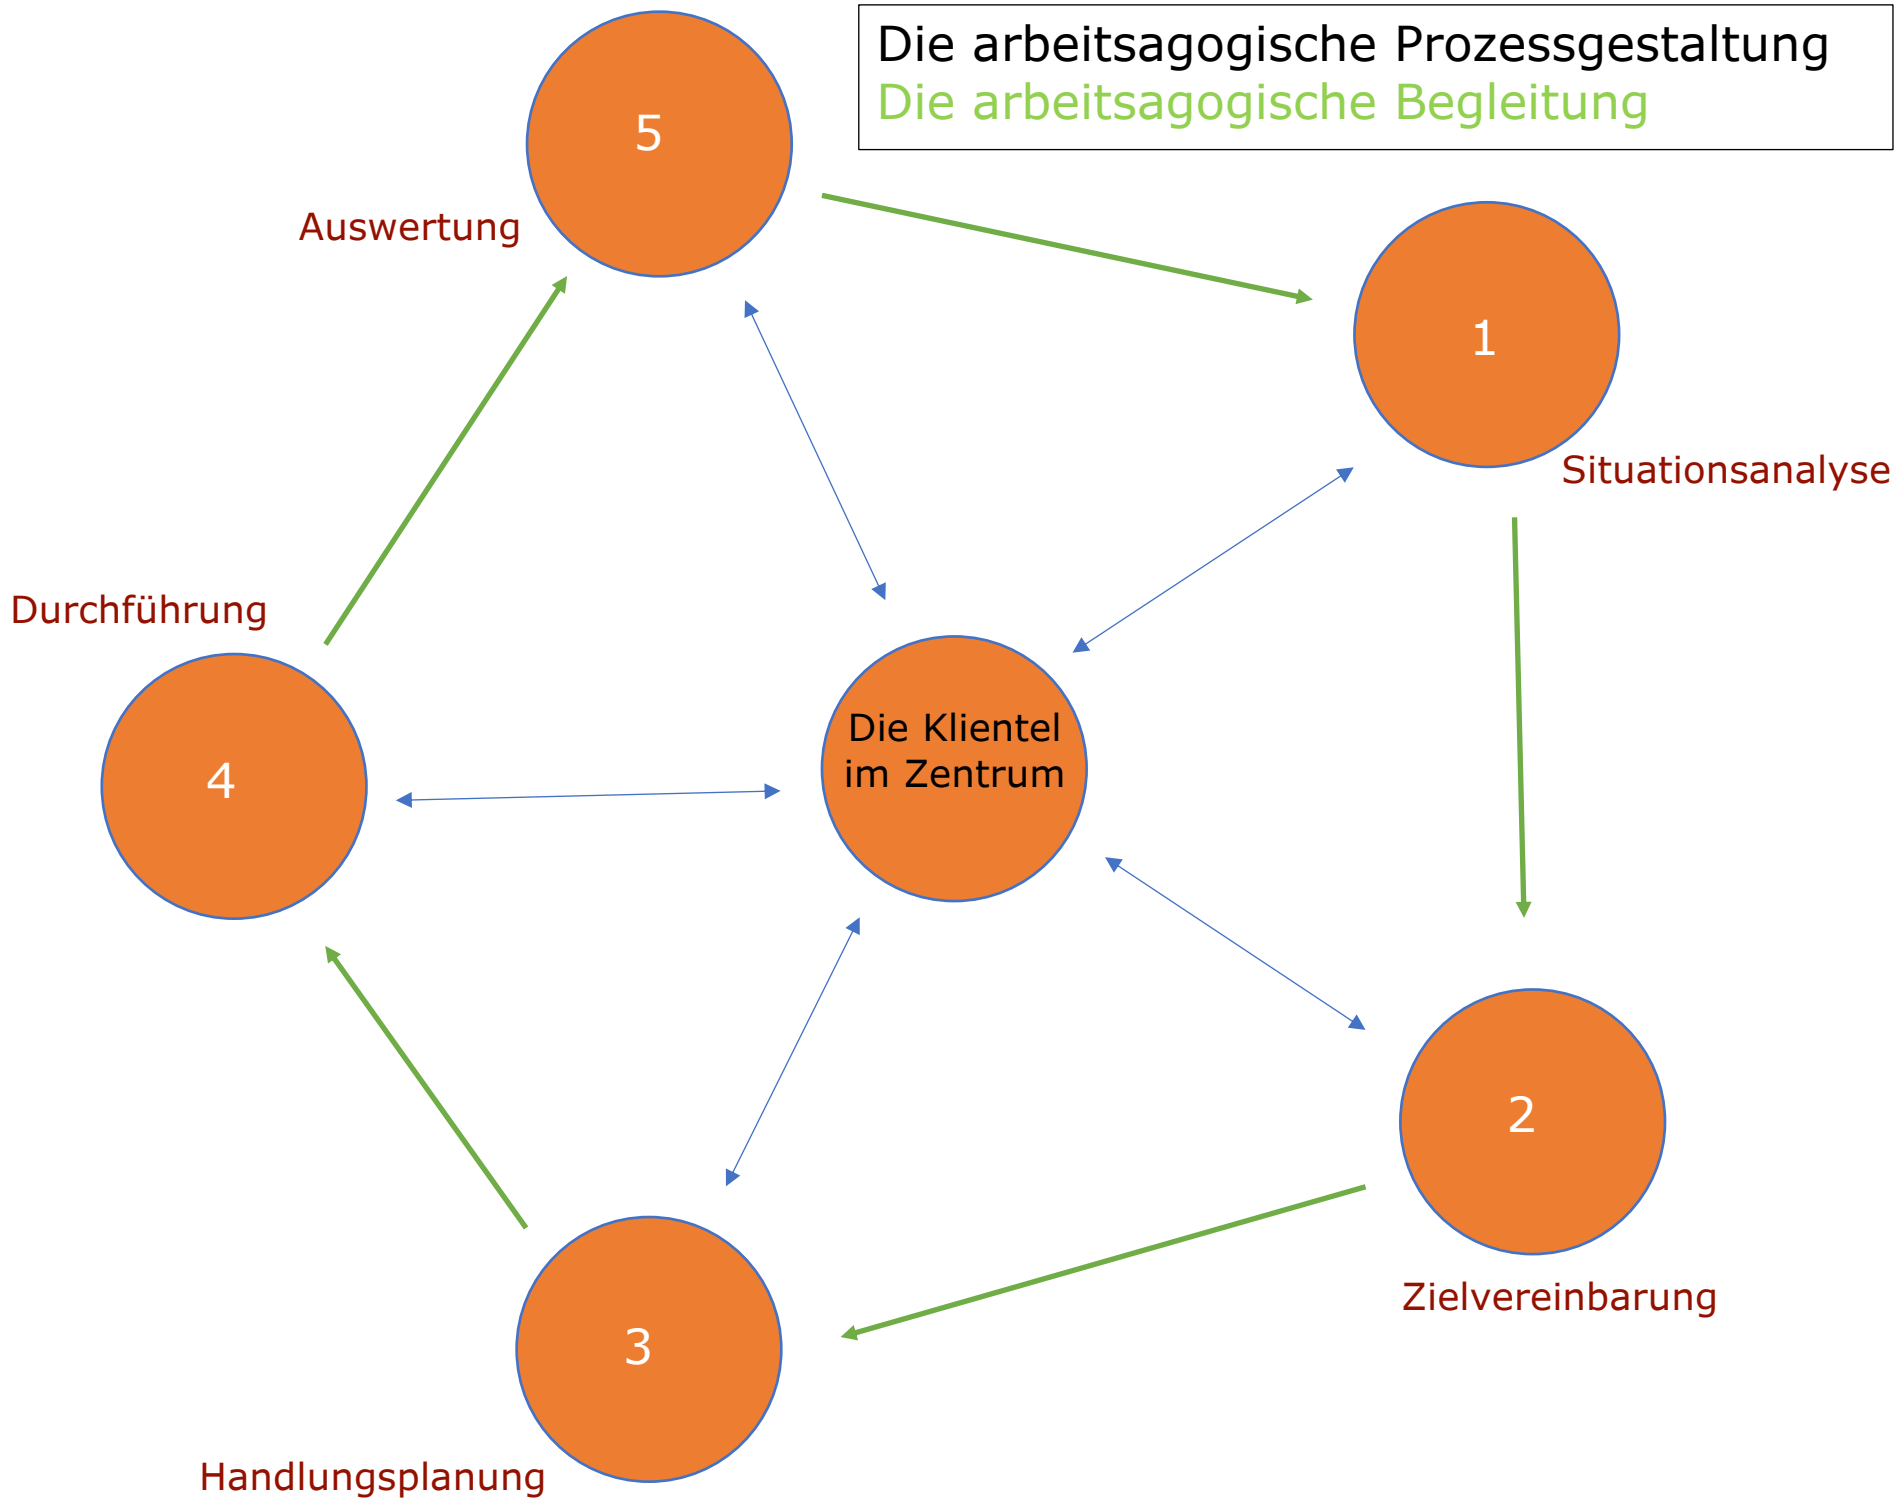 Die arbeitsagogische Prozessgestaltung
Die arbeitsagogische Begleitung
5
Auswertung
1
Situationsanalyse
Durchführung
4
Die Klientel
im Zentrum
2
Zielvereinbarung
3
Handlungsplanung